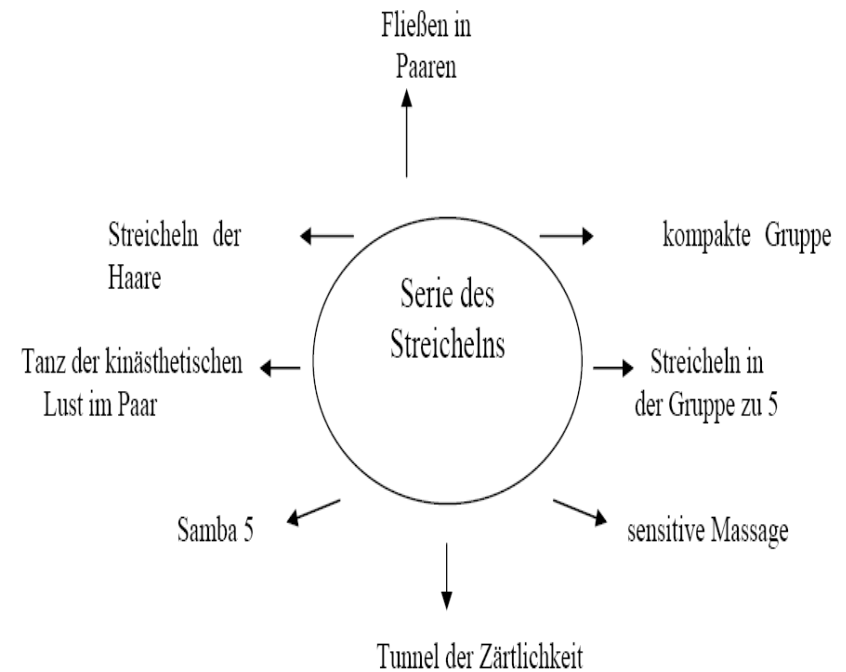 Fließen in
Paaren
Streicheln der
Haare
kompakte Gruppe
Serie des
Streichelns
Tanz der kinästhetischen
Lust im Paar
Streicheln in
der Gruppe zu 5
Samba 5
sensitive Massage
Tunnel der Zärtlichkeit